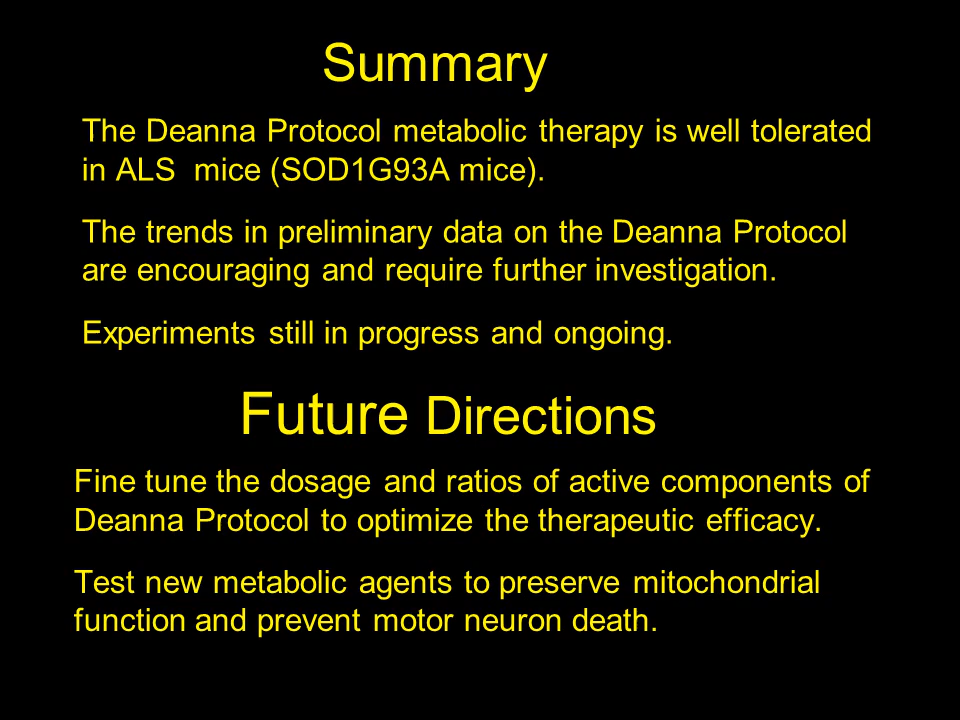 Summary
The Deanna Protocol metabolic therapy is well tolerated
in ALS  mice (SOD1G93A mice).
The trends in preliminary data on the Deanna Protocol
are encouraging and require further investigation.
Experiments still in progress and ongoing.
Future Directions
Fine tune the dosage and ratios of active components of
Deanna Protocol to optimize the therapeutic efficacy.
Test new metabolic agents to preserve mitochondrial
function and prevent motor neuron death.